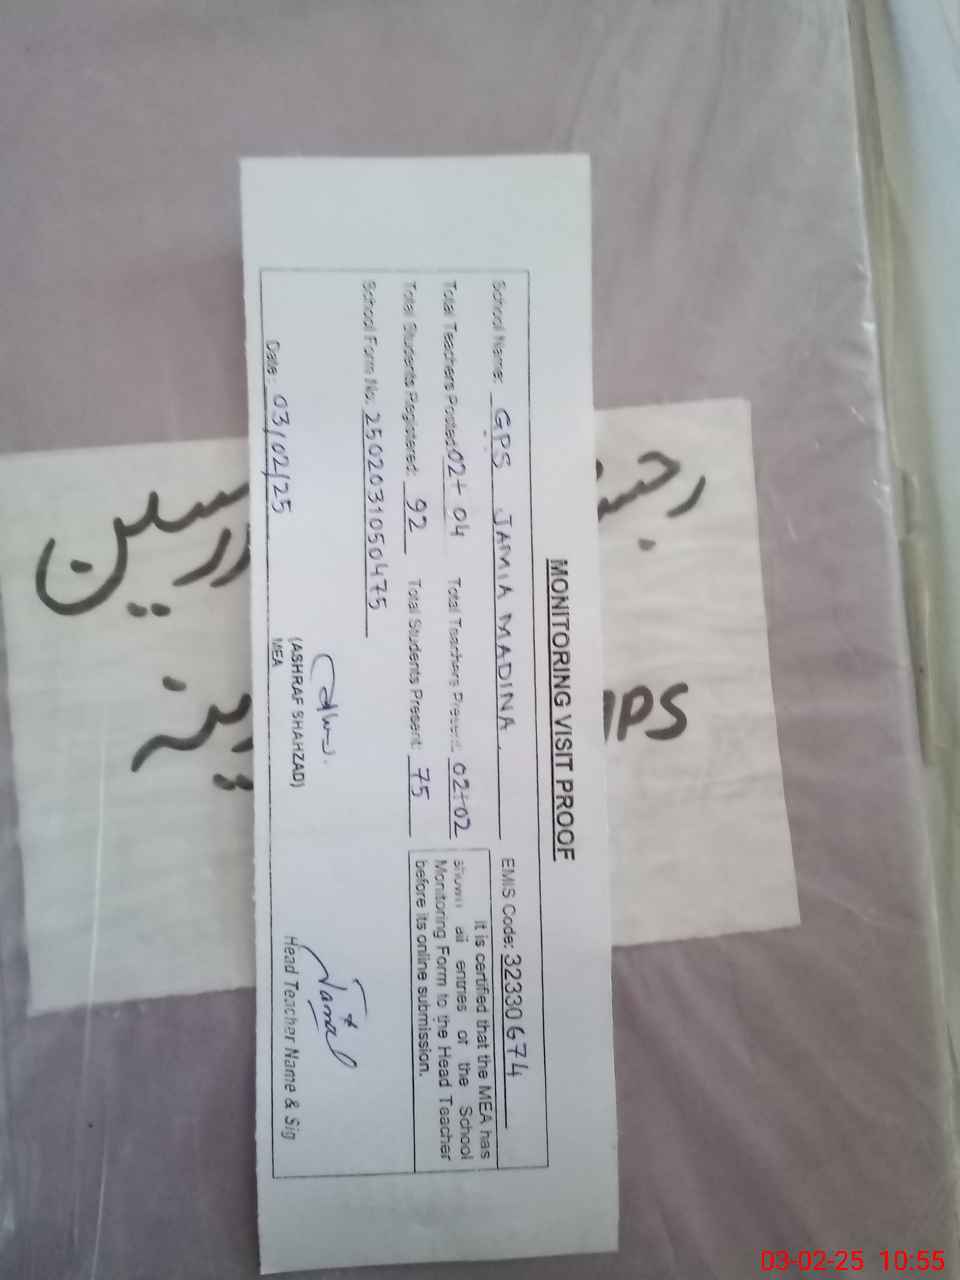 MONITORING VISIT PROOF
School Name: GPS JAMIA MADINA EMIS Code: 32330674
Total Teachers Posted: 02+04 Total Teachers Present: 02+02
Total Students Registered: 92 Total Students Present: 75
School Form No: 2502031050475
It is certified that the MEA has
shown all entries of the School
Monitoring Form to the Head Teacher
before its online submission.
(ASHRAF SHAHZAD)
MEA
Date: 03/02/25
Jamal
Head Teacher Name & Sig
PS
03-02-25 10:55